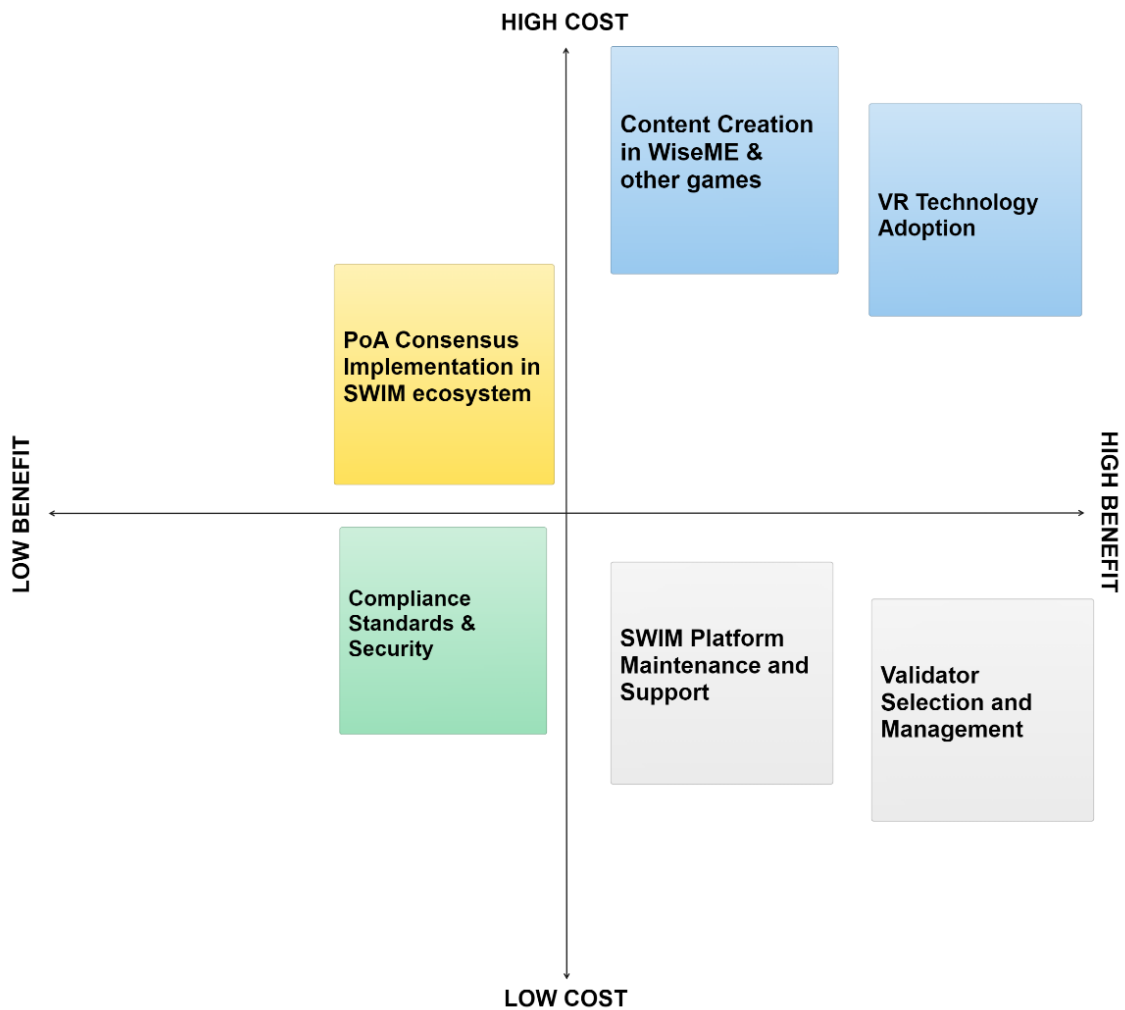 HIGH COST
Content Creation
in WiseME &
other games
VR Technology
Adoption
PoA Consensus
Implementation in
SWIM ecosystem
LOW BENEFIT
HIGH BENEFIT
Compliance
Standards &
Security
SWIM Platform
Maintenance and
Support
Validator
Selection and
Management
LOW COST